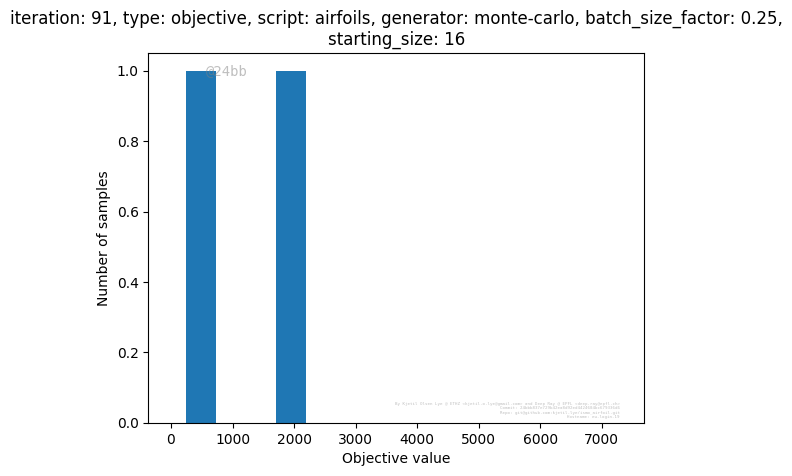 iteration: 91, type: objective, script: airfoils, generator: monte-carlo, batch_size_factor: 0.25,
starting_size: 16
@24bb
1.0
0.8
0.6
0.4
0.2
0.0
Number of samples
0 1000 2000 3000 4000 5000 6000 7000
Objective value